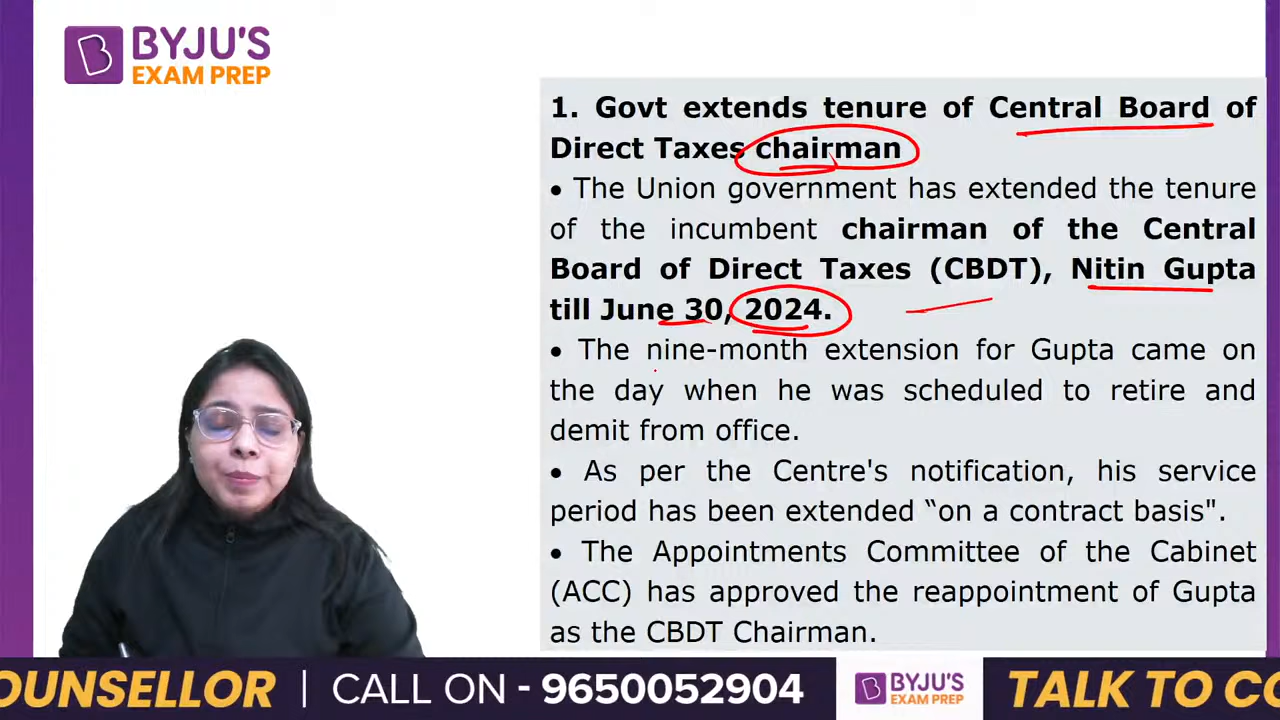 BYJU'S
EXAM PREP
1. Govt extends tenure of Central Board of
Direct Taxes chairman
• The Union government has extended the tenure
of the incumbent chairman of the Central
Board of Direct Taxes (CBDT), Nitin Gupta
till June 30, 2024.
• The nine-month extension for Gupta came on
the day when he was scheduled to retire and
demit from office.
• As per the Centre's notification, his service
period has been extended “on a contract basis".
• The Appointments Committee of the Cabinet
(ACC) has approved the reappointment of Gupta
as the CBDT Chairman.
OUNSELLOR | CALL ON - 9650052904
BYJU'S
EXAM PREP
TALK TO CO